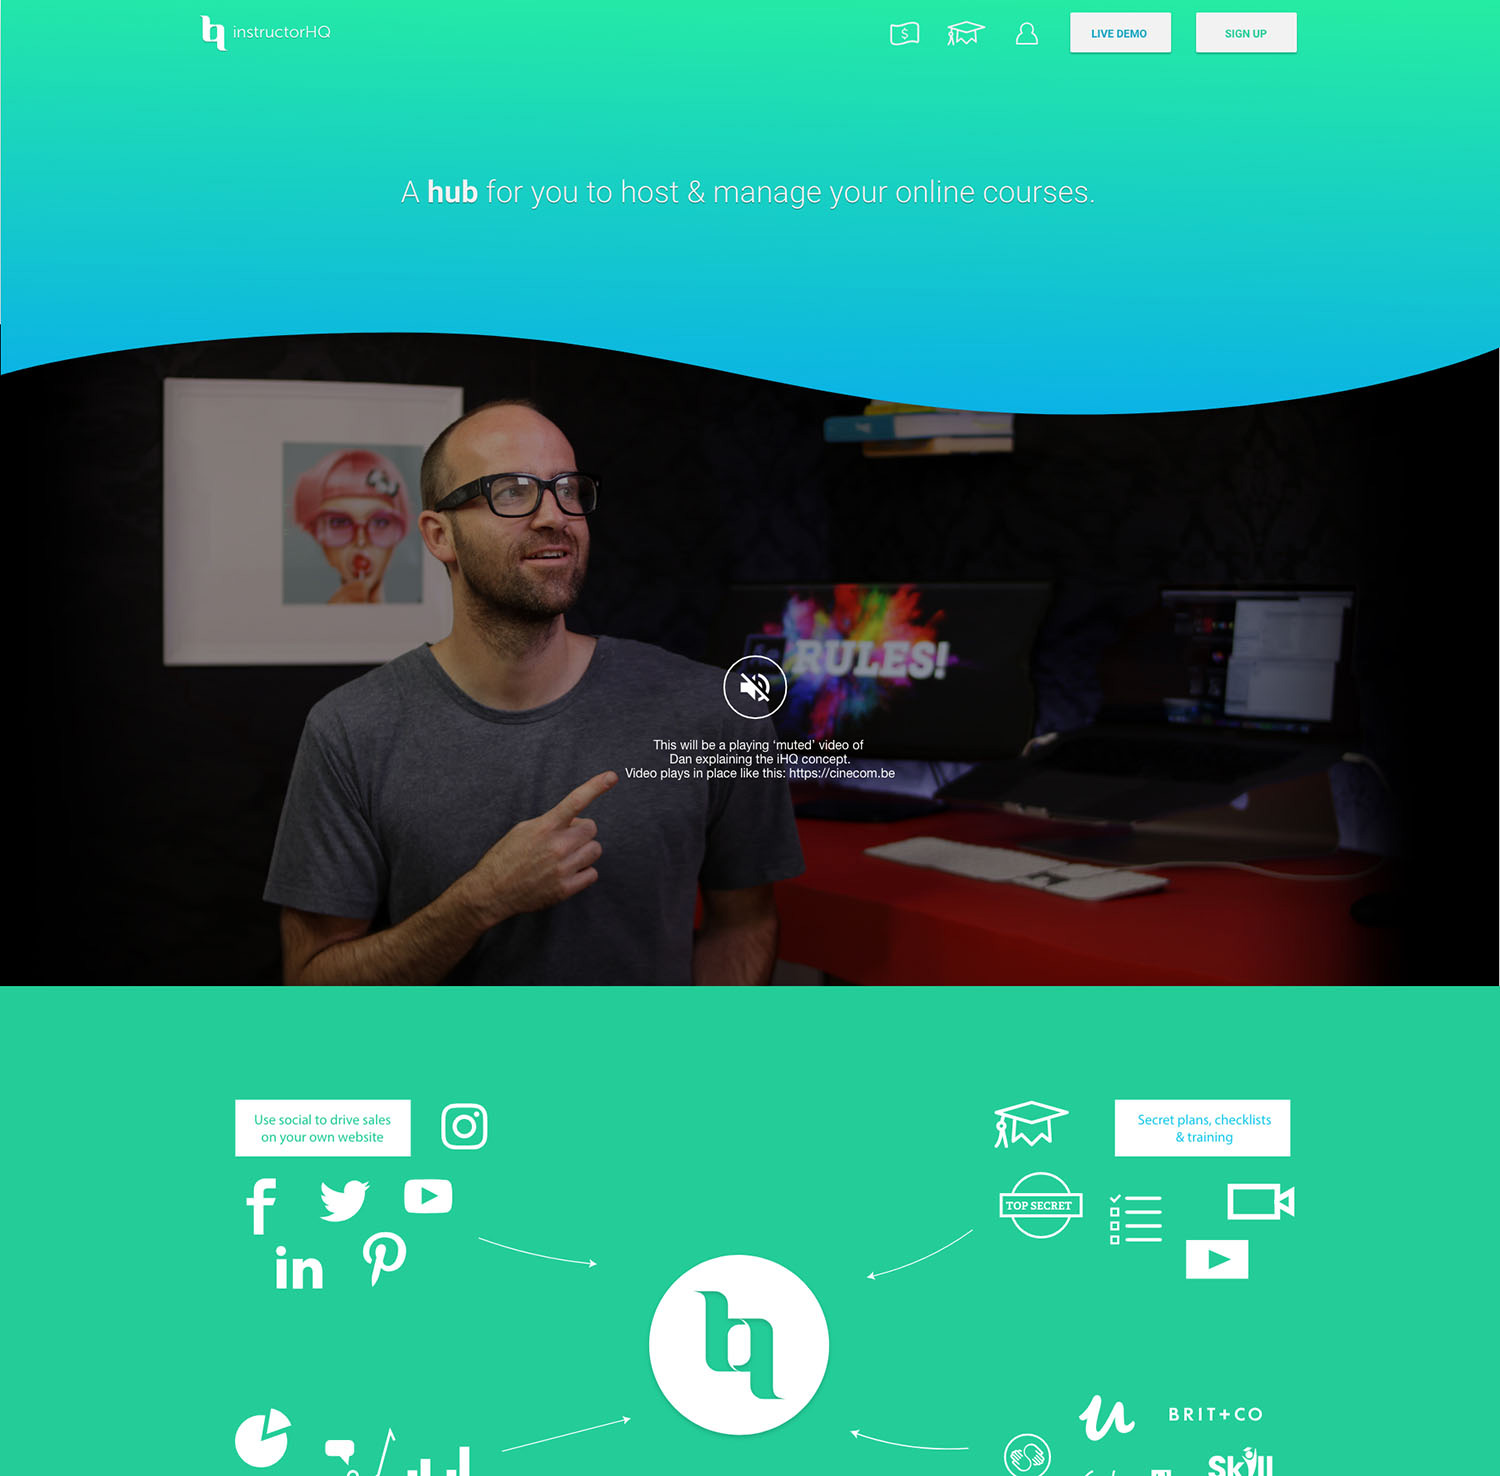 instructorHQ
$
LIVE DEMO
SIGN UP
A hub for you to host & manage your online courses.
RULES!
This will be a playing ‘muted’ video of
Dan explaining the iHQ concept.
Video plays in place like this: https://cinecom.be
Use social to drive sales
on your own website
Secret plans, checklists
& training
TOP SECRET
in
BRIT+CO
Skill